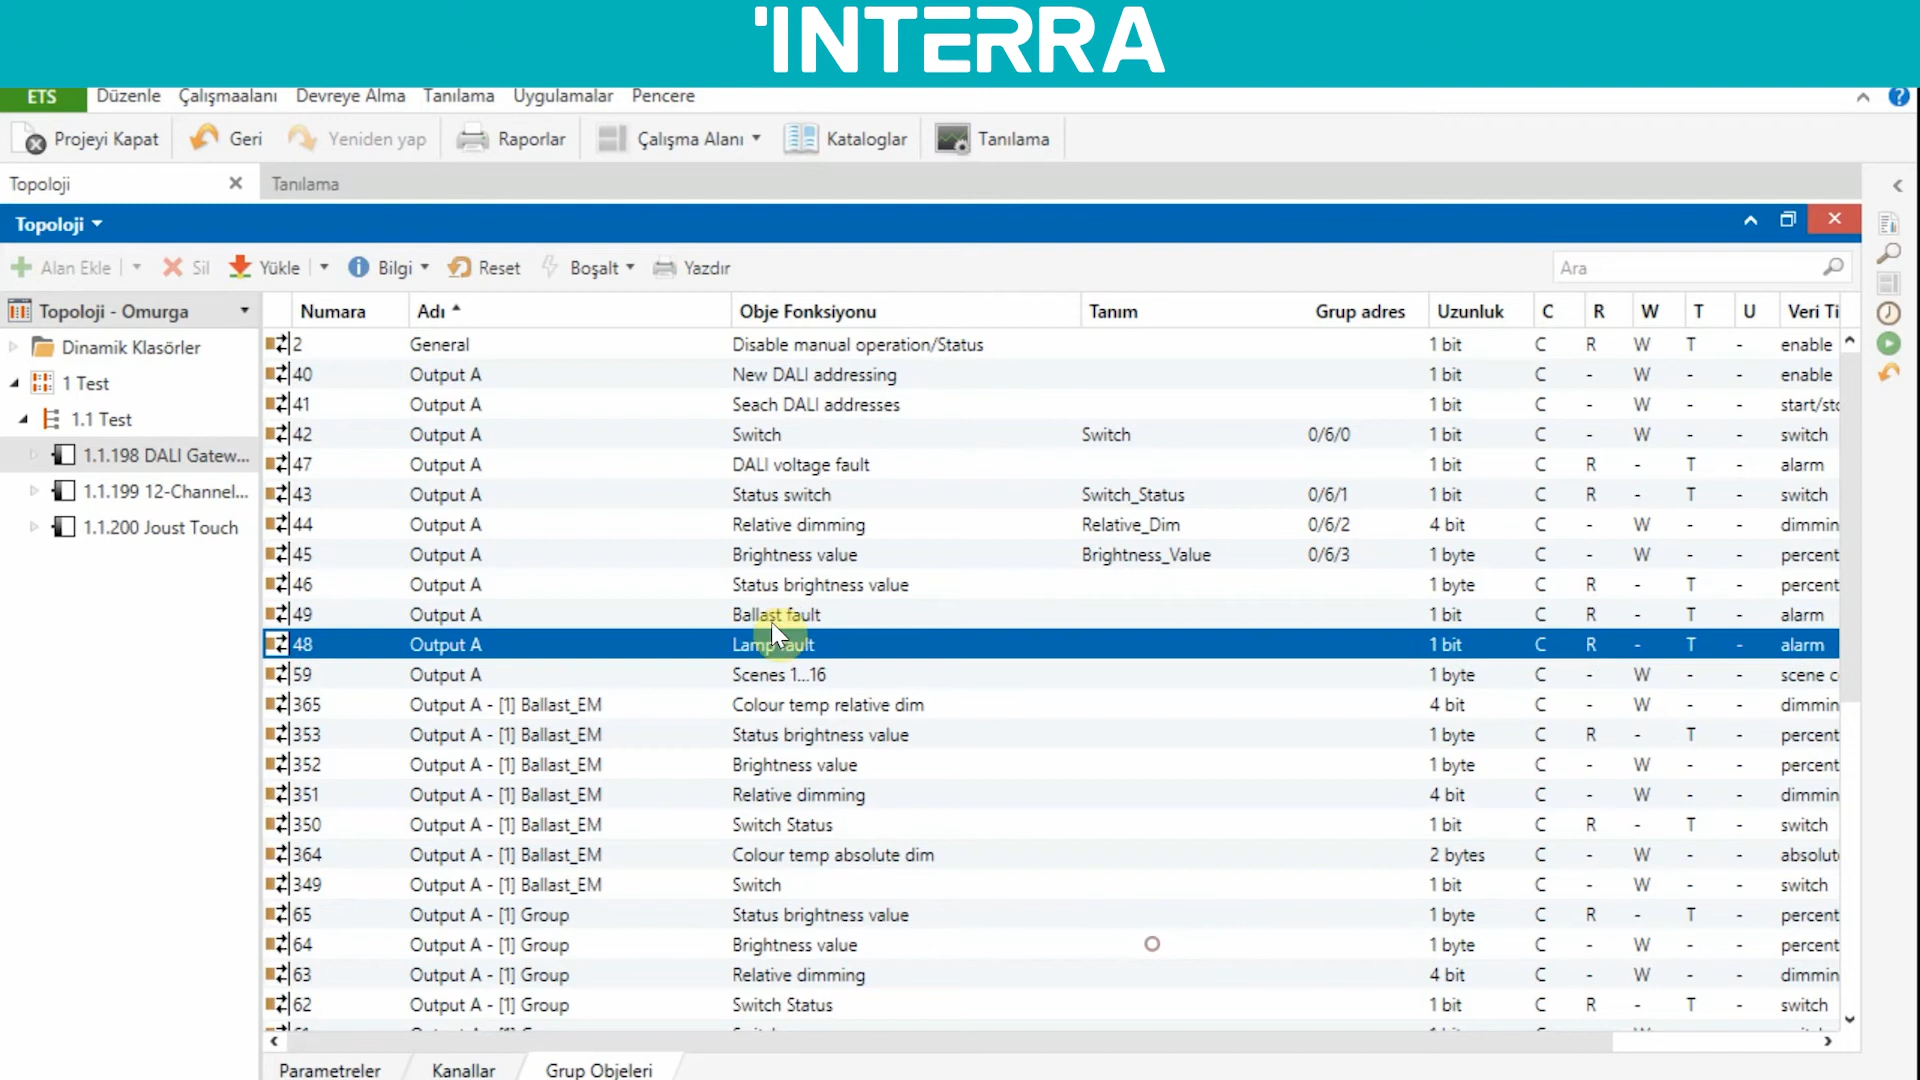 INTERRA
ETS Düzenle Çalışmaalanı Devreye Alma Tanılama Uygulamalar Pencere
Projeyi Kapat Geri Yeniden yap Raporlar Çalışma Alanı Kataloglar Tanılama
Topoloji Tanılama
Topoloji
Alan Ekle Sil Yükle Bilgi Reset Boşalt Yazdır Ara
Topoloji - Omurga
Dinamik Klasörler
1 Test
1.1 Test
1.1.198 DALI Gatew...
1.1.199 12-Channel...
1.1.200 Joust Touch
Numara Adı Obje Fonksiyonu Tanım Grup adres Uzunluk C R W T U Veri Ti
2 General Disable manual operation/Status 1 bit C R W T - enable
40 Output A New DALI addressing 1 bit C - W - - enable
41 Output A Seach DALI addresses 1 bit C - W - - start/sto
42 Output A Switch Switch 0/6/0 1 bit C - W - - switch
47 Output A DALI voltage fault 1 bit C R - T - alarm
43 Output A Status switch Switch_Status 0/6/1 1 bit C R - T - switch
44 Output A Relative dimming Relative_Dim 0/6/2 4 bit C - W - - dimmin
45 Output A Brightness value Brightness_Value 0/6/3 1 byte C - W - - percent
46 Output A Status brightness value 1 byte C R - T - percent
49 Output A Ballast fault 1 bit C R - T - alarm
48 Output A Lamp fault 1 bit C R - T - alarm
59 Output A Scenes 1...16 1 byte C - W - - scene c
365 Output A - [1] Ballast_EM Colour temp relative dim 4 bit C - W - - dimmin
353 Output A - [1] Ballast_EM Status brightness value 1 byte C R - T - percent
352 Output A - [1] Ballast_EM Brightness value 1 byte C - W - - percent
351 Output A - [1] Ballast_EM Relative dimming 4 bit C - W - - dimmin
350 Output A - [1] Ballast_EM Switch Status 1 bit C R - T - switch
364 Output A - [1] Ballast_EM Colour temp absolute dim 2 bytes C - W - - absolut
349 Output A - [1] Ballast_EM Switch 1 bit C - W - - switch
65 Output A - [1] Group Status brightness value 1 byte C R - T - percent
64 Output A - [1] Group Brightness value 1 byte C - W - - percent
63 Output A - [1] Group Relative dimming 4 bit C - W - - dimmin
62 Output A - [1] Group Switch Status 1 bit C R - T - switch
Parametreler Kanallar Grup Objeleri